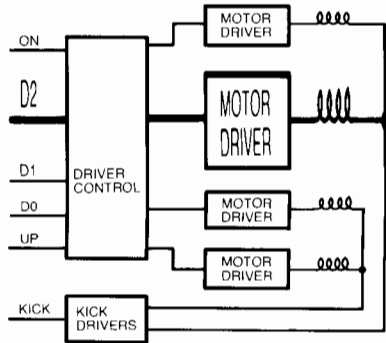 MOTOR
DRIVER
ON
D2
MOTOR
DRIVER
D1
DRIVER
CONTROL
D0
MOTOR
DRIVER
UP
MOTOR
DRIVER
KICK
KICK
DRIVERS